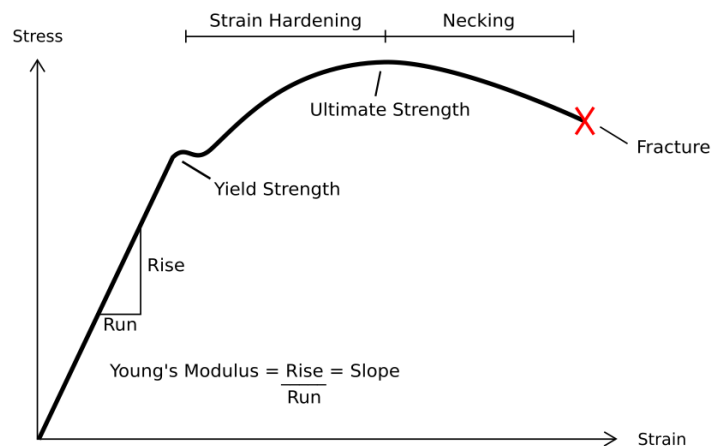 Strain Hardening
Necking
Stress
Ultimate Strength
Fracture
Yield Strength
Rise
Run
Young's Modulus = Rise = Slope
Run
Strain